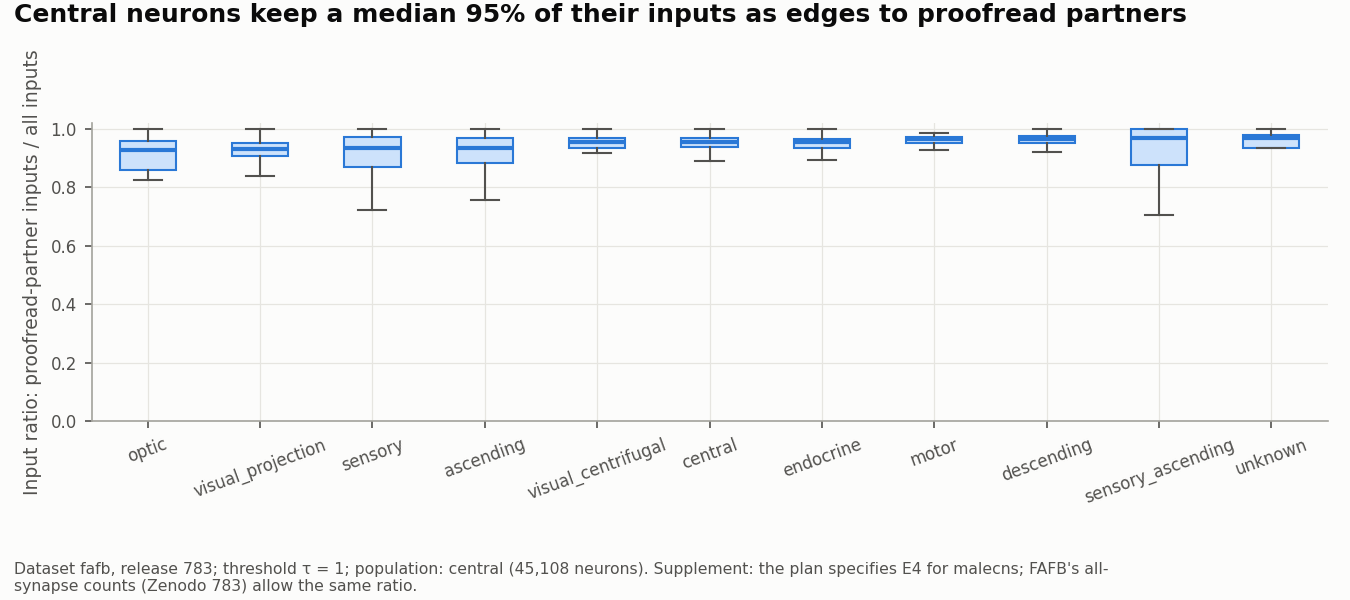 Central neurons keep a median 95% of their inputs as edges to proofread partners
Input ratio: proofread-partner inputs / all inputs
1.0
0.8
0.6
0.4
0.2
0.0
optic
visual_projection
sensory
ascending
visual_centrifugal
central
endocrine
motor
descending
sensory_ascending
unknown
Dataset fafb, release 783; threshold τ = 1; population: central (45,108 neurons). Supplement: the plan specifies E4 for malecns; FAFB's all-
synapse counts (Zenodo 783) allow the same ratio.